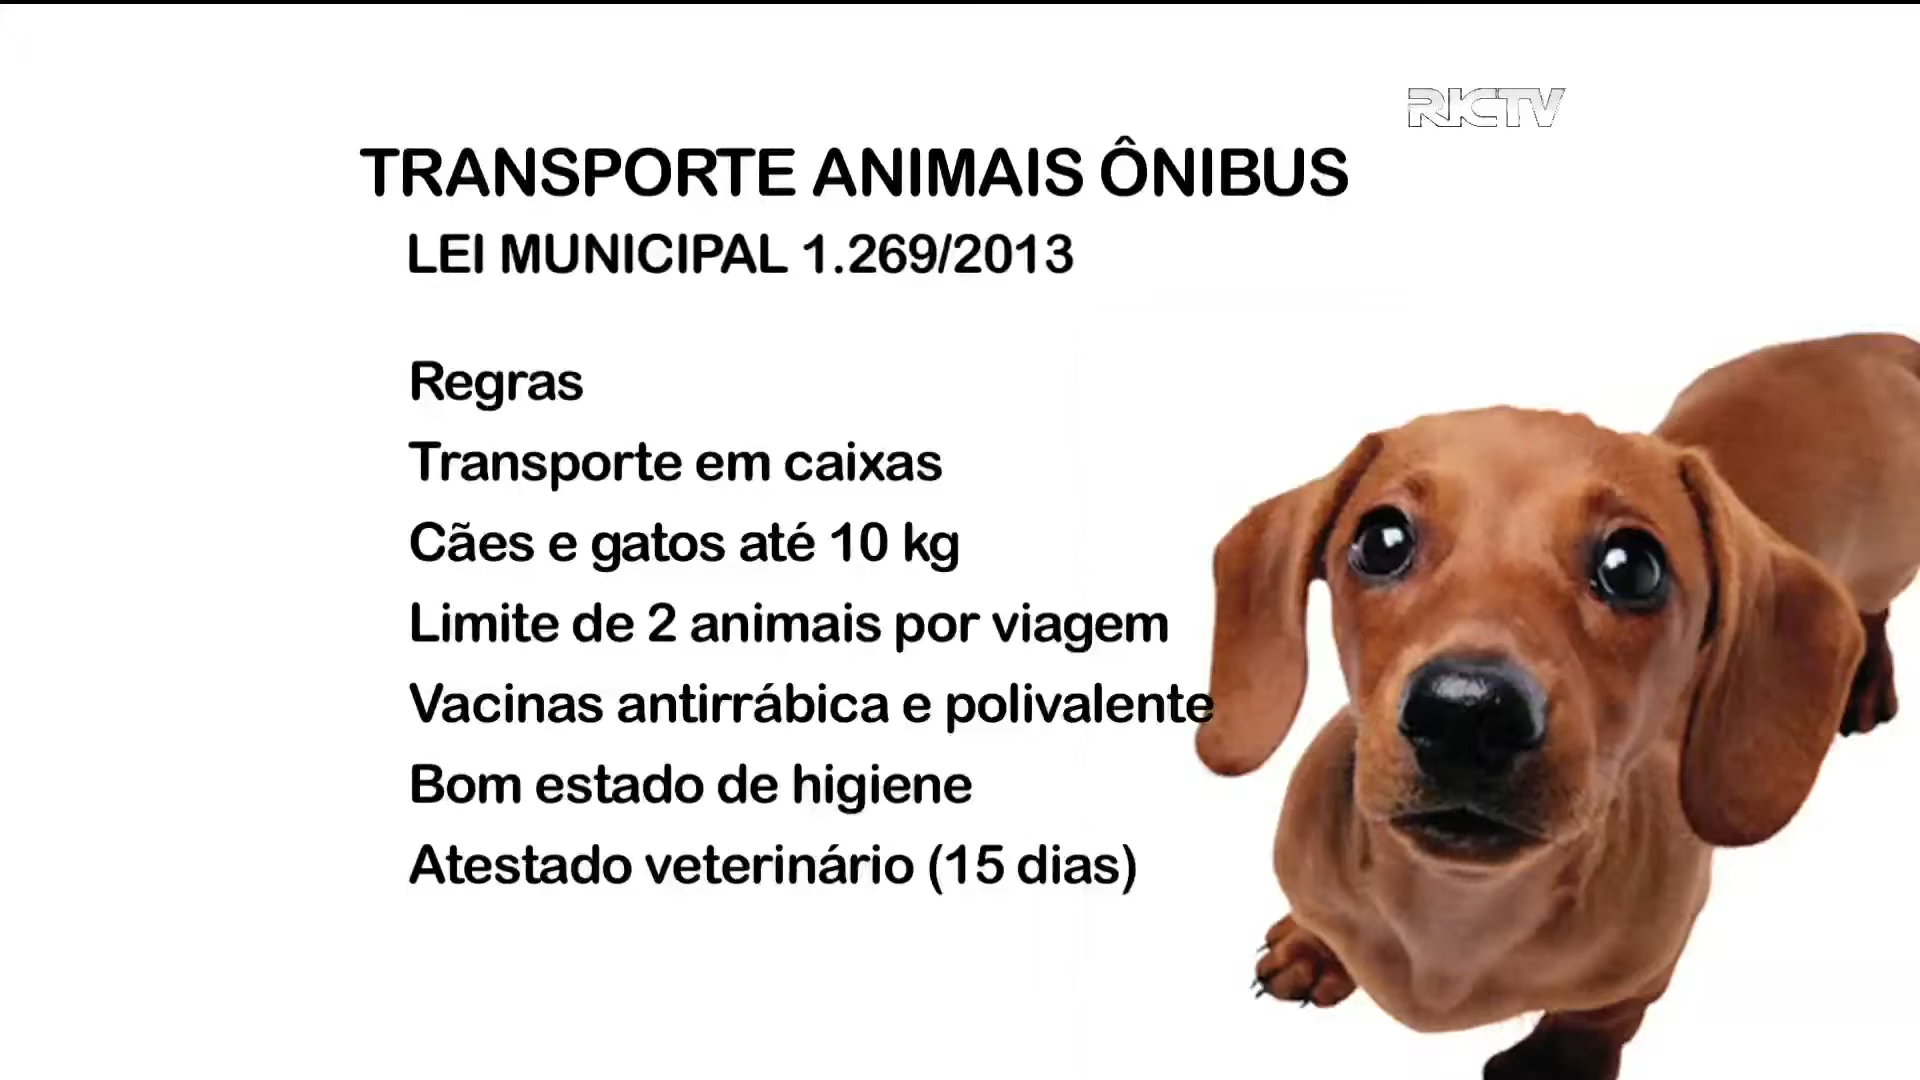 RICTV
TRANSPORTE ANIMAIS ÔNIBUS
LEI MUNICIPAL 1.269/2013
Regras
Transporte em caixas
Cães e gatos até 10 kg
Limite de 2 animais por viagem
Vacinas antirrábica e polivalente
Bom estado de higiene
Atestado veterinário (15 dias)